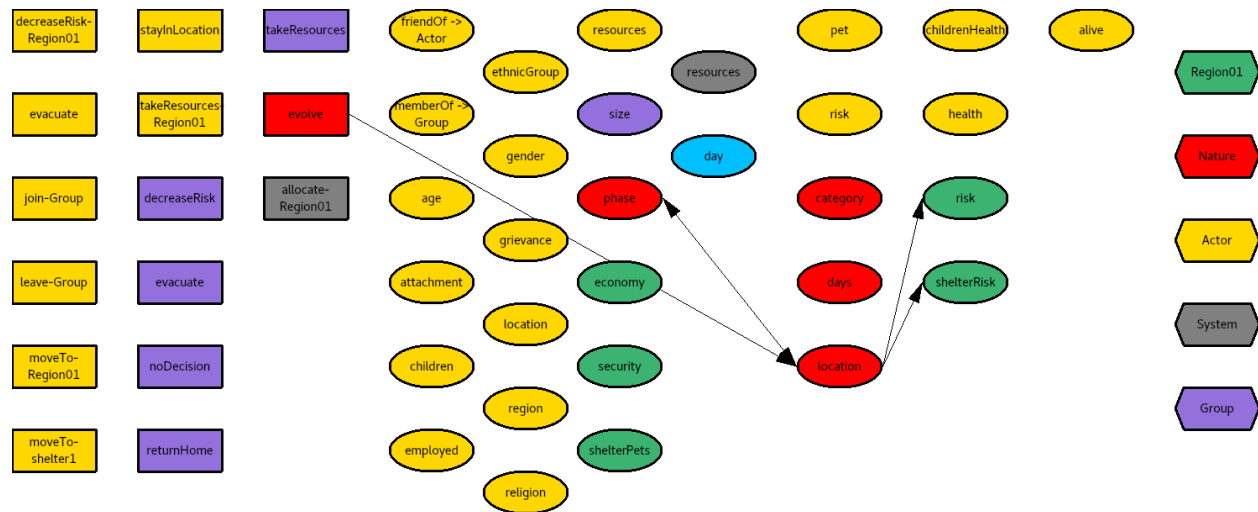 decreaseRisk-
Region01
stayInLocation
takeResources
friendOf ->
Actor
resources
pet
childrenHealth
alive
ethnicGroup
resources
Region01
evacuate
takeResources-
Region01
evolve
memberOf ->
Group
size
risk
health
gender
day
Nature
join-Group
decreaseRisk
allocate-
Region01
age
phase
category
risk
grievance
Actor
leave-Group
evacuate
attachment
economy
days
shelterRisk
location
System
moveTo-
Region01
noDecision
children
security
location
region
Group
moveTo-
shelter1
returnHome
employed
shelterPets
religion